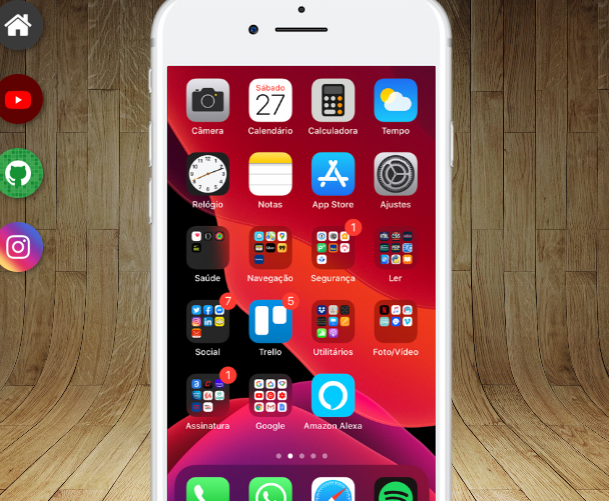 Sábado
27
Câmera Calendário Calculadora Tempo
Relógio Notas App Store Ajustes
1
Saúde Navegação Segurança Ler
7 5
Social Trello Utilitários Foto/Vídeo
1
Assinatura Google Amazon Alexa